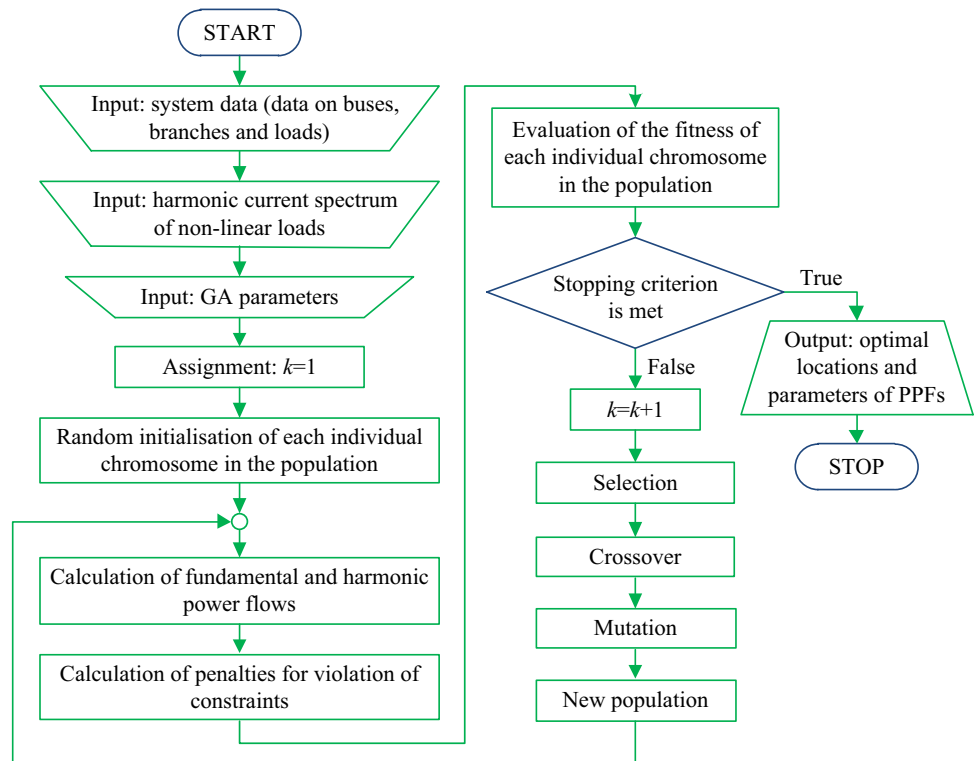 START
Input: system data (data on buses,
branches and loads)
Input: harmonic current spectrum
of non-linear loads
Input: GA parameters
Assignment: k=1
Random initialisation of each individual
chromosome in the population
Calculation of fundamental and harmonic
power flows
Calculation of penalties for violation of
constraints
Evaluation of the fitness of
each individual chromosome
in the population
Stopping criterion
is met
True
False
Output: optimal
locations and
parameters of PPFs
STOP
k=k+1
Selection
Crossover
Mutation
New population